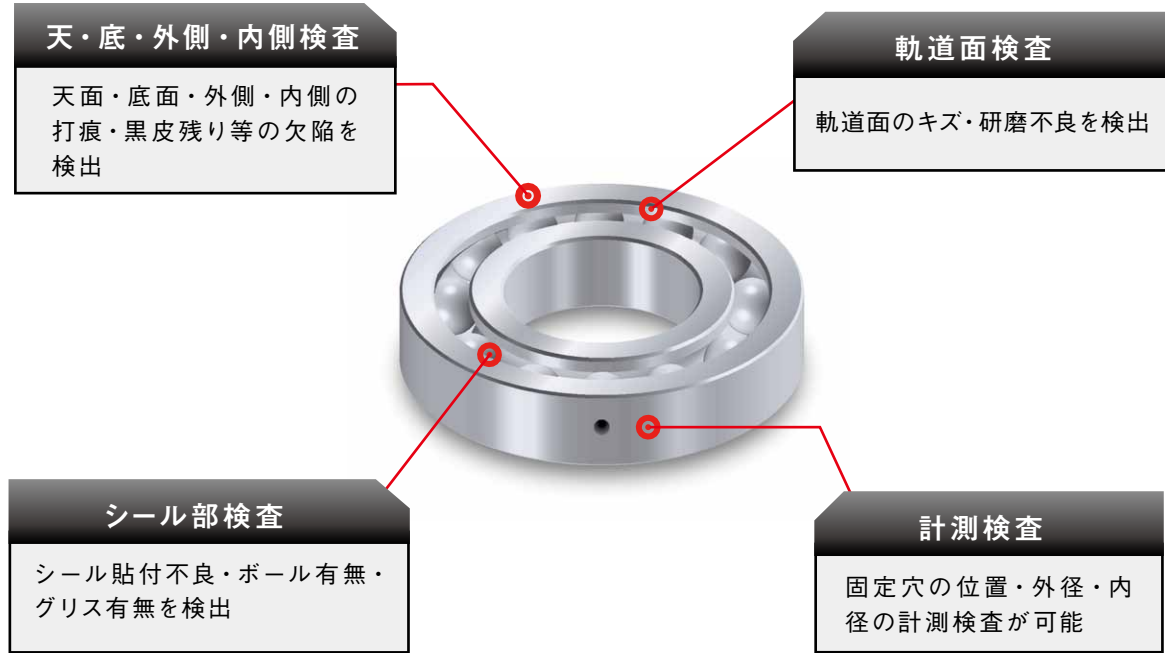 天・底・外側・内側検査
天面・底面・外側・内側の
打痕・黒皮残り等の欠陥を
検出
軌道面検査
軌道面のキズ・研磨不良を検出
シール部検査
シール貼付不良・ボール有無・
グリス有無を検出
計測検査
固定穴の位置・外径・内
径の計測検査が可能